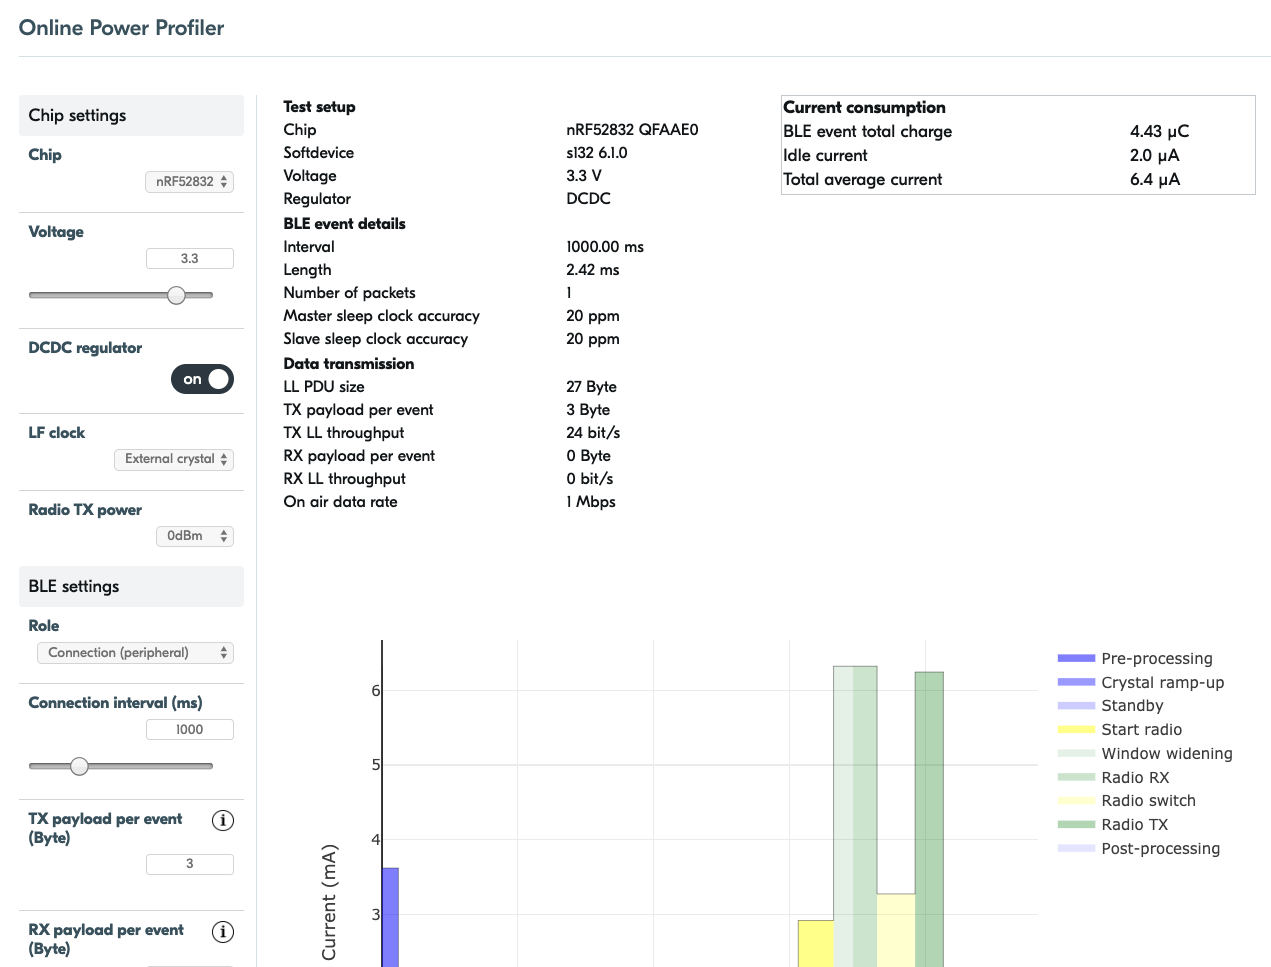 Online Power Profiler
Chip settings
Chip
nRF52832
Voltage
3.3
DCDC regulator
on
LF clock
External crystal
Radio TX power
0dBm
BLE settings
Role
Connection (peripheral)
Connection interval (ms)
1000
TX payload per event
(Byte)
i
3
RX payload per event
(Byte)
i
Test setup
Chip nRF52832 QFAAE0
Softdevice s132 6.1.0
Voltage 3.3 V
Regulator DCDC
BLE event details
Interval 1000.00 ms
Length 2.42 ms
Number of packets 1
Master sleep clock accuracy 20 ppm
Slave sleep clock accuracy 20 ppm
Data transmission
LL PDU size 27 Byte
TX payload per event 3 Byte
TX LL throughput 24 bit/s
RX payload per event 0 Byte
RX LL throughput 0 bit/s
On air data rate 1 Mbps
Current consumption
BLE event total charge 4.43 µC
Idle current 2.0 µA
Total average current 6.4 µA
6
5
4
3
Current (mA)
Pre-processing
Crystal ramp-up
Standby
Start radio
Window widening
Radio RX
Radio switch
Radio TX
Post-processing